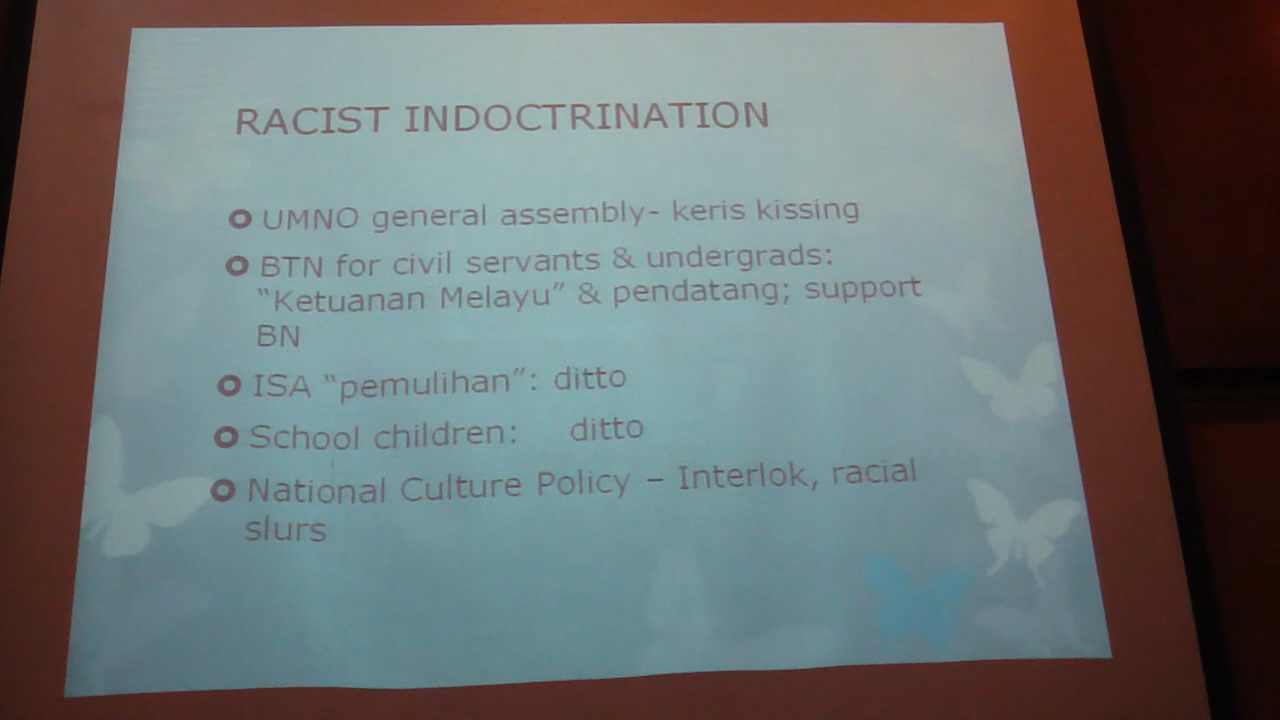 RACIST INDOCTRINATION
UMNO general assembly- keris kissing
BTN for civil servants & undergrads:
"Ketuanan Melayu" & pendatang; support
BN
ISA "pemulihan": ditto
School children: ditto
National Culture Policy – Interlok, racial
slurs